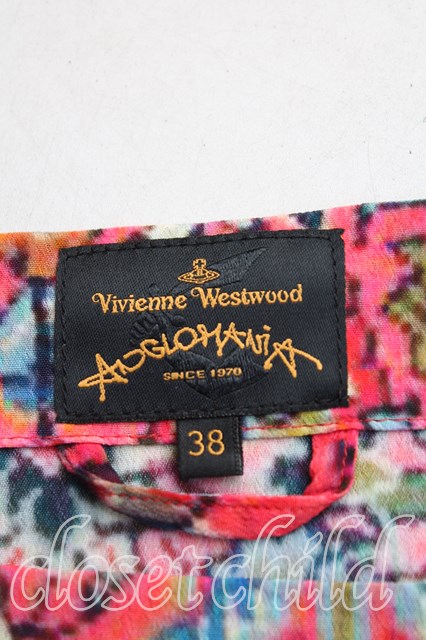 Vivienne Westwood
ANGLOMANIA
SINCE 1970
38
closetchild